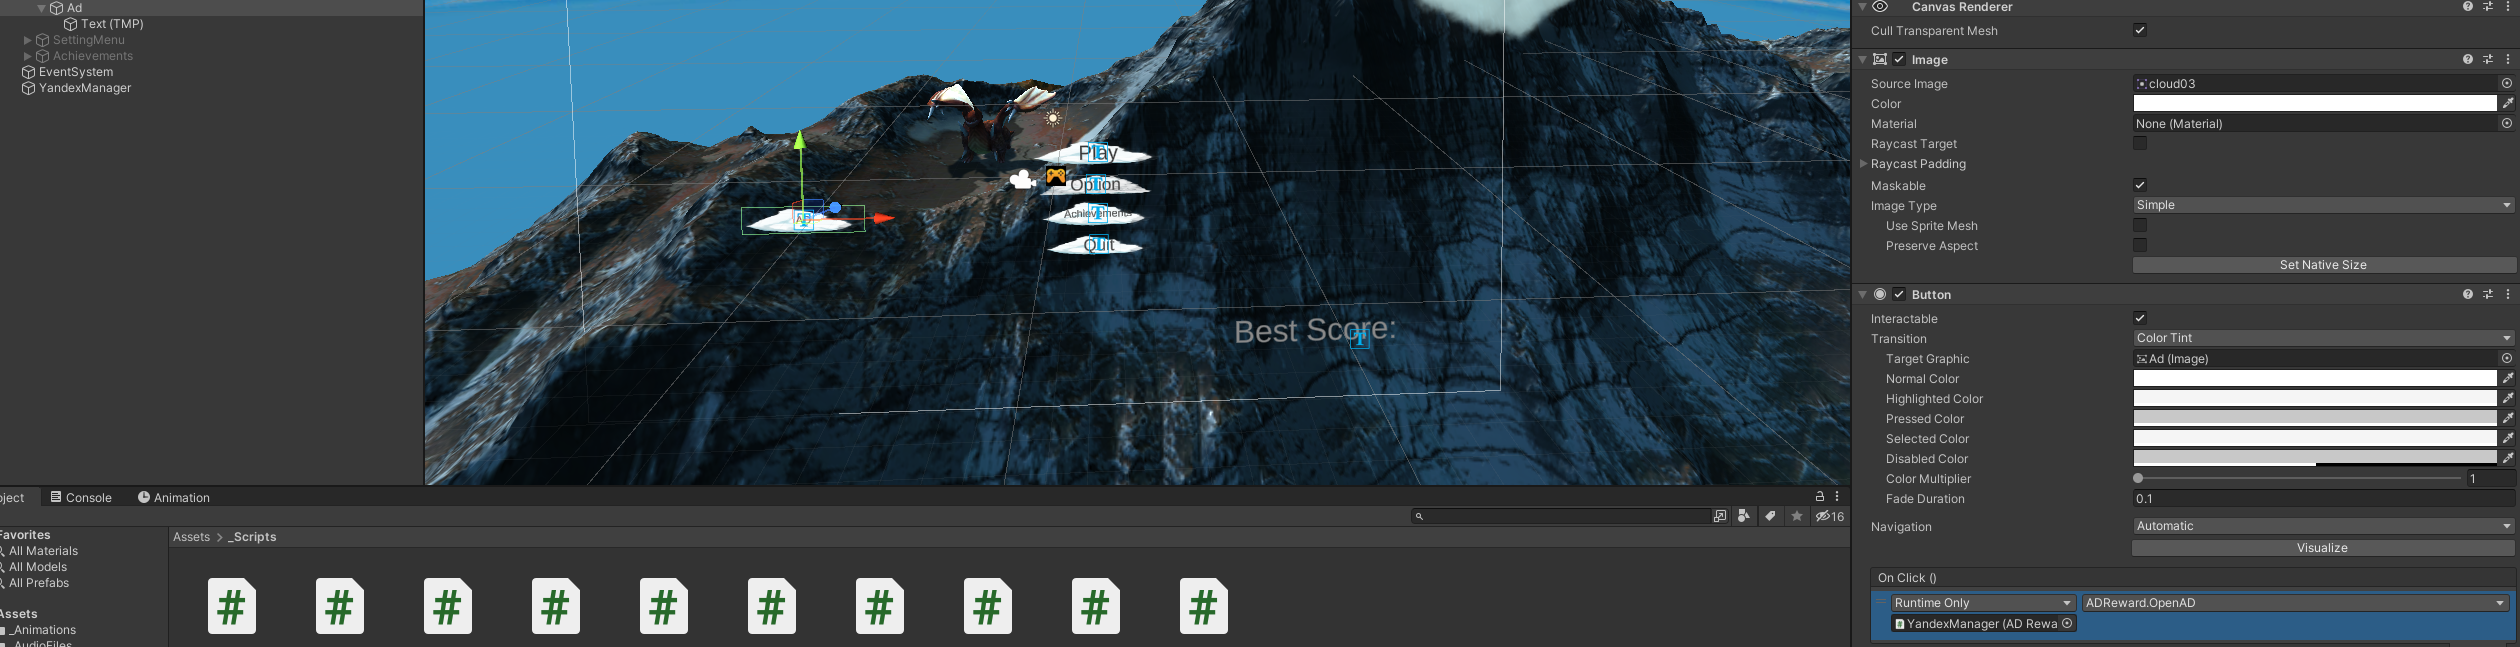 Ad
Text (TMP)
SettingMenu
Achievements
EventSystem
YandexManager
Play
Option
Achievements
Quit
Best Score:
Canvas Renderer
Cull Transparent Mesh
Image
Source Image
cloud03
Color
Material
None (Material)
Raycast Target
Raycast Padding
Maskable
Image Type
Simple
Use Sprite Mesh
Preserve Aspect
Set Native Size
Button
Interactable
Transition
Color Tint
Target Graphic
Ad (Image)
Normal Color
Highlighted Color
Pressed Color
Selected Color
Disabled Color
Color Multiplier
1
Fade Duration
0.1
Navigation
Automatic
Visualize
On Click ()
Runtime Only
ADReward.OpenAD
YandexManager (AD Rewa
oject
Console
Animation
16
Favorites
All Materials
All Models
All Prefabs
Assets
_Animations
_AudioFiles
Assets > _Scripts